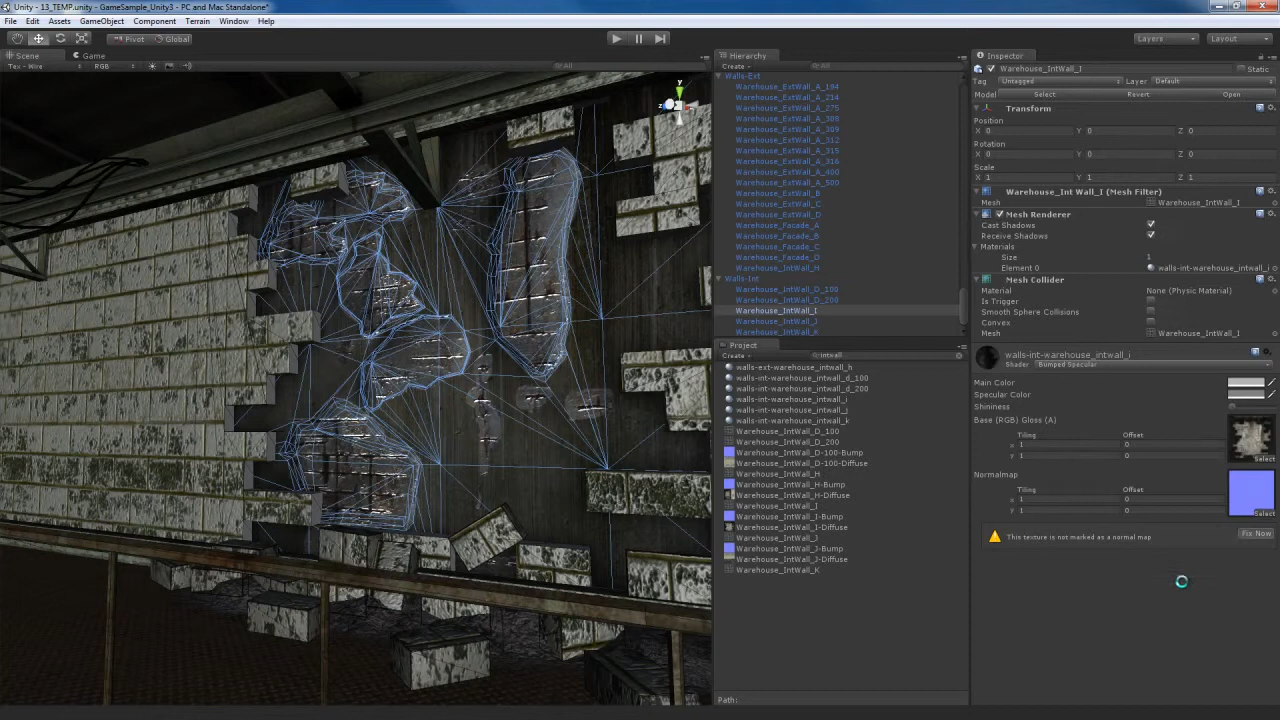 Unity - 13_TEMP.unity - GameSample_Unity3 - PC and Mac Standalone*
File Edit Assets GameObject Component Terrain Window Help
Pivot Global
Layers Layout
Scene Game
Tex - Wire RGB All
y
z
Hierarchy
Create All
Walls-Ext
Warehouse_ExtWall_A_194
Warehouse_ExtWall_A_214
Warehouse_ExtWall_A_275
Warehouse_ExtWall_A_308
Warehouse_ExtWall_A_309
Warehouse_ExtWall_A_312
Warehouse_ExtWall_A_315
Warehouse_ExtWall_A_316
Warehouse_ExtWall_A_400
Warehouse_ExtWall_A_500
Warehouse_ExtWall_B
Warehouse_ExtWall_C
Warehouse_ExtWall_D
Warehouse_Facade_A
Warehouse_Facade_B
Warehouse_Facade_C
Warehouse_Facade_D
Warehouse_IntWall_H
Walls-Int
Warehouse_IntWall_D_100
Warehouse_IntWall_D_200
Warehouse_IntWall_I
Warehouse_IntWall_J
Warehouse_IntWall_K
Project
Create intwall
walls-ext-warehouse_intwall_h
walls-int-warehouse_intwall_d_100
walls-int-warehouse_intwall_d_200
walls-int-warehouse_intwall_i
walls-int-warehouse_intwall_j
walls-int-warehouse_intwall_k
Warehouse_IntWall_D_100
Warehouse_IntWall_D_200
Warehouse_IntWall_D-100-Bump
Warehouse_IntWall_D-100-Diffuse
Warehouse_IntWall_H
Warehouse_IntWall_H-Bump
Warehouse_IntWall_H-Diffuse
Warehouse_IntWall_I
Warehouse_IntWall_I-Bump
Warehouse_IntWall_I-Diffuse
Warehouse_IntWall_J
Warehouse_IntWall_J-Bump
Warehouse_IntWall_J-Diffuse
Warehouse_IntWall_K
Path:
Inspector
Warehouse_IntWall_I Static
Tag Untagged Layer Default
Model Select Revert Open
Transform
Position
X 0 Y 0 Z 0
Rotation
X 0 Y 0 Z 0
Scale
X 1 Y 1 Z 1
Warehouse_Int Wall_I (Mesh Filter)
Mesh Warehouse_IntWall_I
Mesh Renderer
Cast Shadows
Receive Shadows
Materials
Size 1
Element 0 walls-int-warehouse_intwall_i
Mesh Collider
Material None (Physic Material)
Is Trigger
Smooth Sphere Collisions
Convex
Mesh Warehouse_IntWall_I
walls-int-warehouse_intwall_i
Shader Bumped Specular
Main Color
Specular Color
Shininess
Base (RGB) Gloss (A)
Tiling Offset
x 1 0
y 1 0
Select
Normalmap
Tiling Offset
x 1 0
y 1 0
Select
This texture is not marked as a normal map
Fix Now